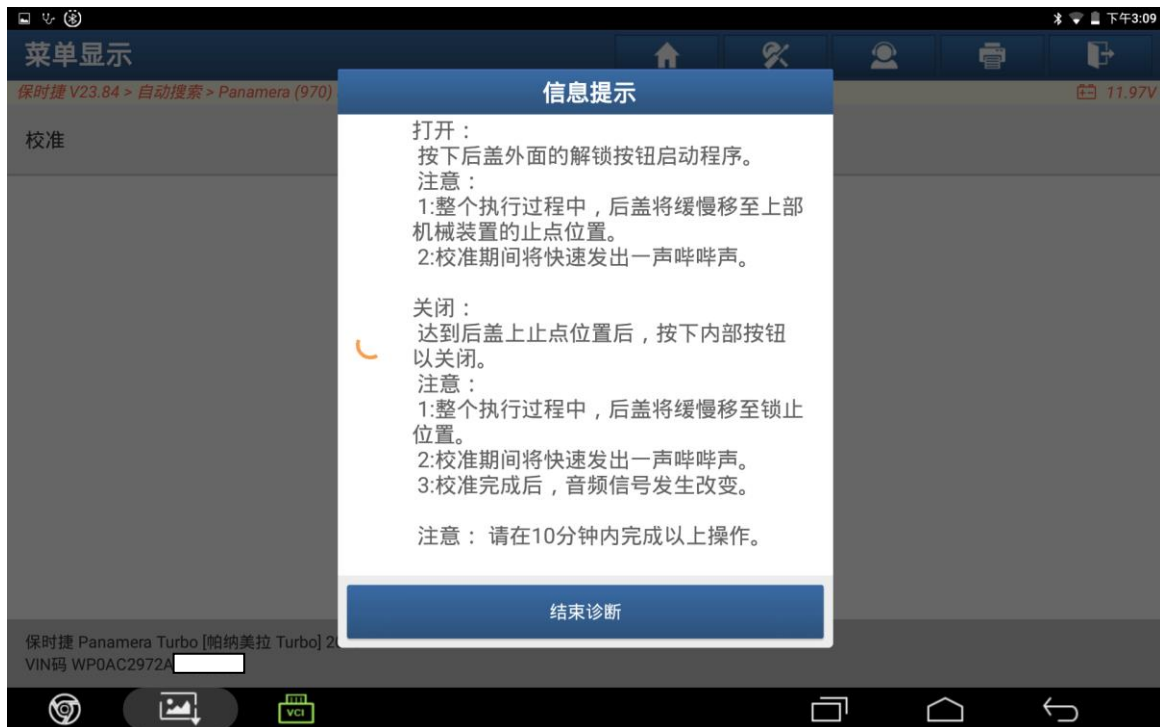 下午3:09
菜单显示
保时捷 V23.84 > 自动搜索 > Panamera (970)
11.97V
校准
信息提示
打开：
按下后盖外面的解锁按钮启动程序。
注意：
1:整个执行过程中，后盖将缓慢移至上部
机械装置的止点位置。
2:校准期间将快速发出一声哔哔声。
关闭：
达到后盖上止点位置后，按下内部按钮
以关闭。
注意：
1:整个执行过程中，后盖将缓慢移至锁止
位置。
2:校准期间将快速发出一声哔哔声。
3:校准完成后，音频信号发生改变。
注意： 请在10分钟内完成以上操作。
结束诊断
保时捷 Panamera Turbo [帕纳美拉 Turbo] 2
VIN码 WP0AC2972A
VCI